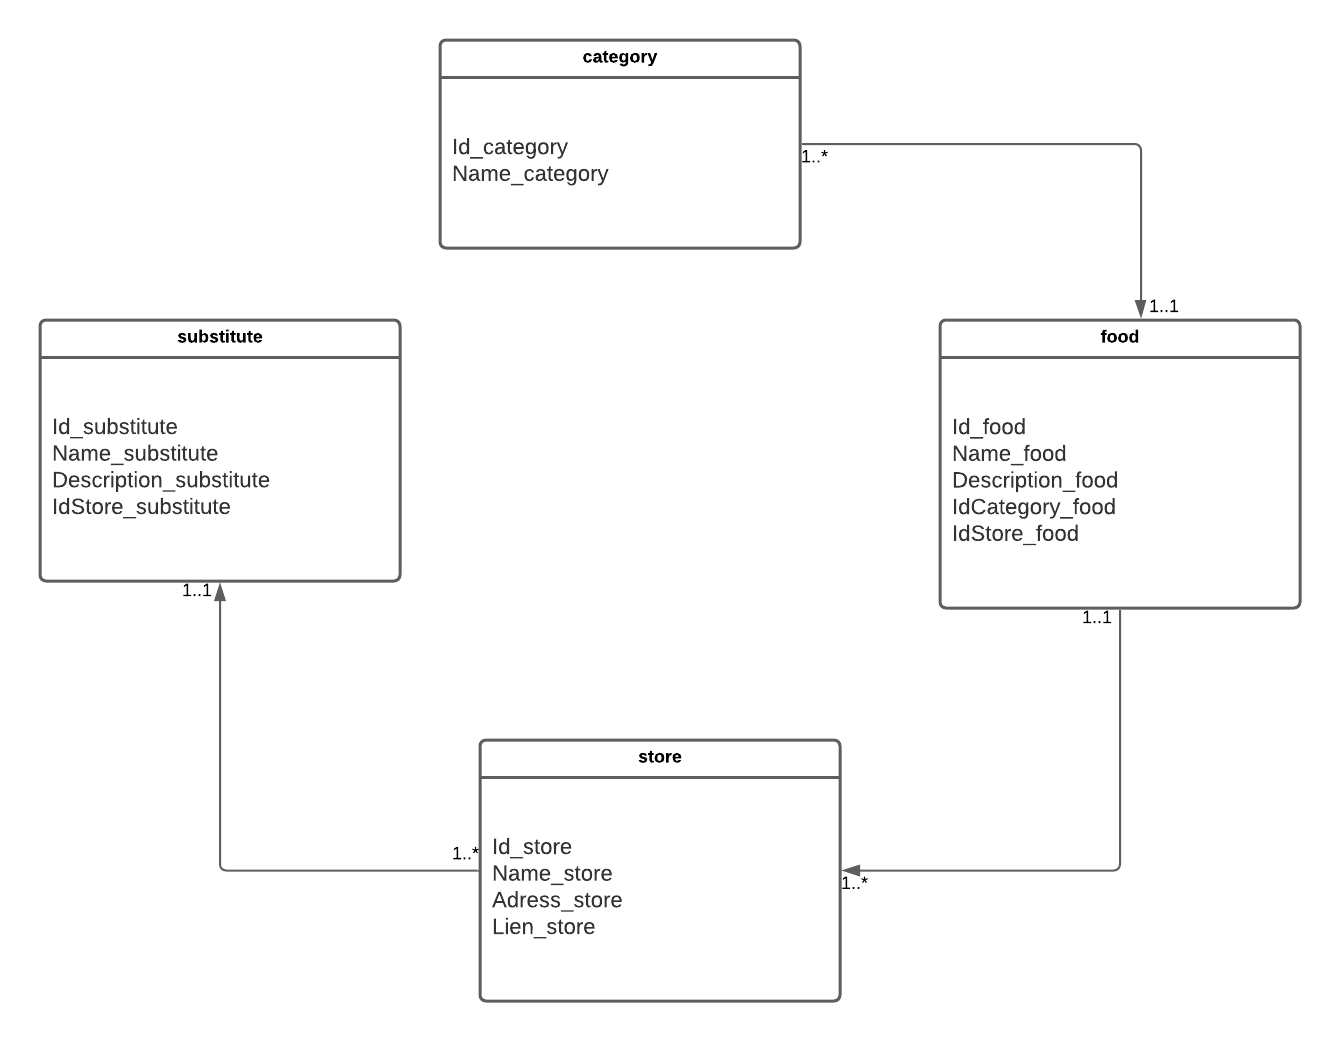 category
Id_category
Name_category
1..*
1..1
substitute
Id_substitute
Name_substitute
Description_substitute
IdStore_substitute
1..1
food
Id_food
Name_food
Description_food
IdCategory_food
IdStore_food
1..1
store
1..*
Id_store
Name_store
Adress_store
Lien_store
1..*